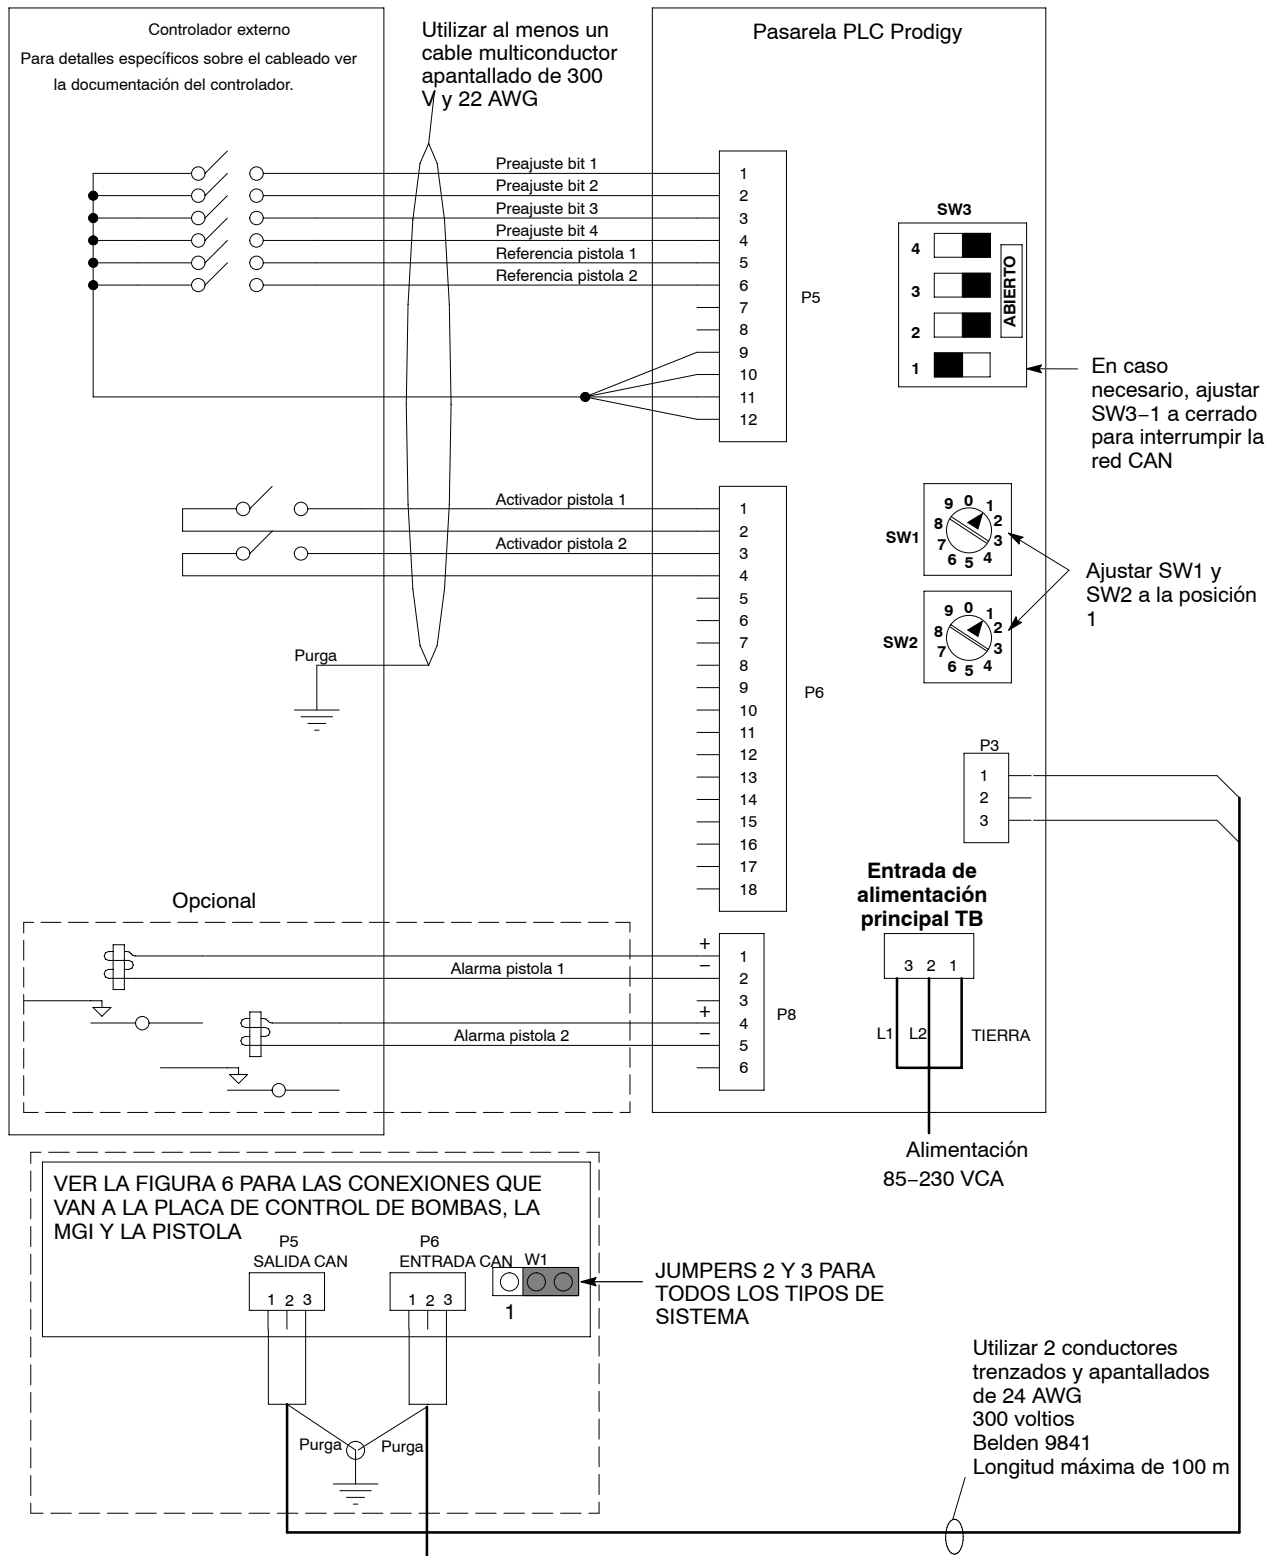 Controlador externo
Para detalles específicos sobre el cableado ver
la documentación del controlador.
Utilizar al menos un
cable multiconductor
apantallado de 300
V y 22 AWG
Pasarela PLC Prodigy
Preajuste bit 1
Preajuste bit 2
Preajuste bit 3
Preajuste bit 4
Referencia pistola 1
Referencia pistola 2
1
2
3
4
5
6
7
8
9
10
11
12
P5
SW3
4
3
2
1
ABIERTO
En caso
necesario, ajustar
SW3−1 a cerrado
para interrumpir la
red CAN
Activador pistola 1
Activador pistola 2
Purga
1
2
3
4
5
6
7
8
9
10
11
12
13
14
15
16
17
18
P6
SW1
0
1
2
3
4
5
6
7
8
9
SW2
0
1
2
3
4
5
6
7
8
9
Ajustar SW1 y
SW2 a la posición
1
P3
1
2
3
Entrada de
alimentación
principal TB
3 2 1
L1 L2 TIERRA
Alimentación
85−230 VCA
Opcional
Alarma pistola 1
Alarma pistola 2
+
−
+
−
1
2
3
4
5
6
P8
VER LA FIGURA 6 PARA LAS CONEXIONES QUE
VAN A LA PLACA DE CONTROL DE BOMBAS, LA
MGI Y LA PISTOLA
P5
SALIDA CAN
1 2 3
P6
ENTRADA CAN
1 2 3
W1
1
JUMPERS 2 Y 3 PARA
TODOS LOS TIPOS DE
SISTEMA
Purga
Purga
Utilizar 2 conductores
trenzados y apantallados
de 24 AWG
300 voltios
Belden 9841
Longitud máxima de 100 m